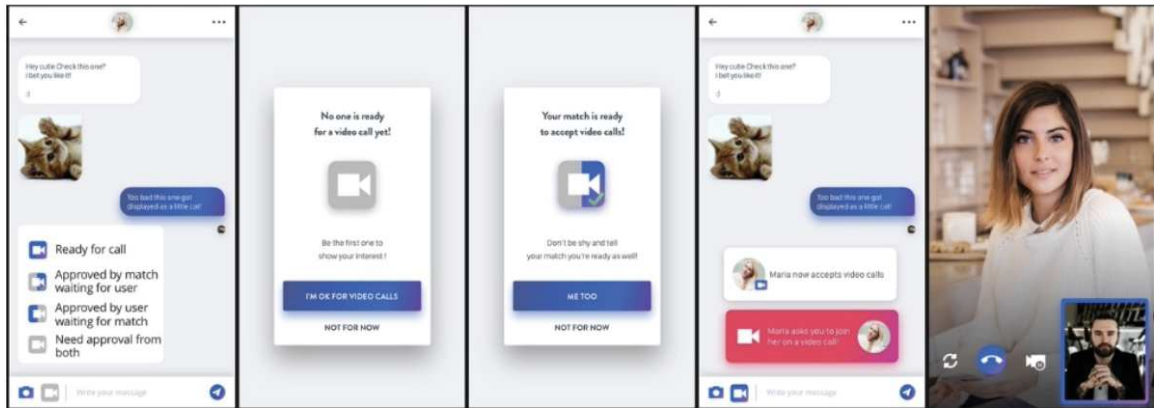 Hey cutie Check this one?
I bet you like it!
:)
Too bad this one got
displayed as a little cat!
Ready for call
Approved by match
waiting for user
Approved by user
waiting for match
Need approval from
both
Write your message
No one is ready
for a video call yet!
Be the first one to
show your interest !
I'M OK FOR VIDEO CALLS
NOT FOR NOW
Your match is ready
to accept video calls!
Don't be shy and tell
your match you're ready as well!
ME TOO
NOT FOR NOW
Hey cutie Check this one?
I bet you like it!
:)
Too bad this one got
displayed as a little cat!
Maria now accepts video calls
Maria asks you to join
her on a video call!
Write your message